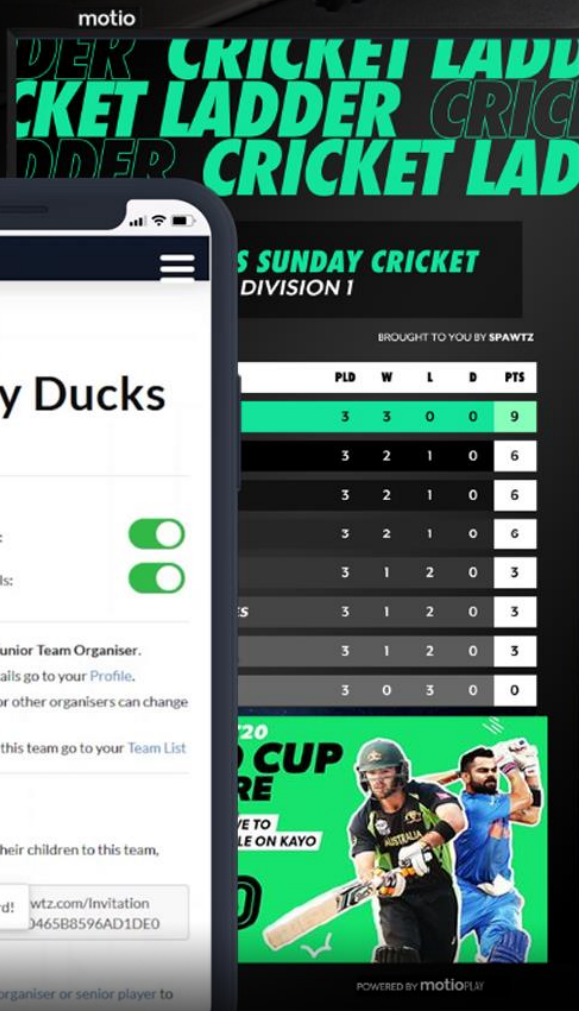 motio
DER CRICKET LADD
CKET LADDER CRIC
DDER CRICKET LAD
S SUNDAY CRICKET
DIVISION 1
BROUGHT TO YOU BY SPAWTZ
PLD W L D PTS
3 3 0 0 9
3 2 1 0 6
3 2 1 0 6
3 2 1 0 6
3 1 2 0 3
ES 3 1 2 0 3
3 1 2 0 3
3 0 3 0 0
y Ducks
:
ls:
unior Team Organiser.
ails go to your Profile.
or other organisers can change
this team go to your Team List
heir children to this team,
rd!
wtz.com/Invitation
0465B8596AD1DE0
organiser or senior player to
T20
D CUP
RE
VE TO
LE ON KAYO
AUSTRALIA
POWERED BY motioPLAY